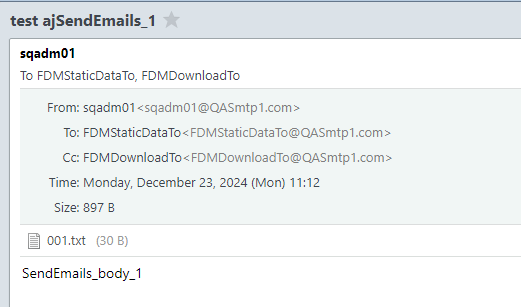 test ajSendEmails_1
sqadm01
To FDMStaticDataTo, FDMDownloadTo
From: sqadm01<sqadm01@QASmtp1.com>
To: FDMStaticDataTo<FDMStaticDataTo@QASmtp1.com>
Cc: FDMDownloadTo<FDMDownloadTo@QASmtp1.com>
Time: Monday, December 23, 2024 (Mon) 11:12
Size: 897 B
001.txt (30 B)
SendEmails_body_1